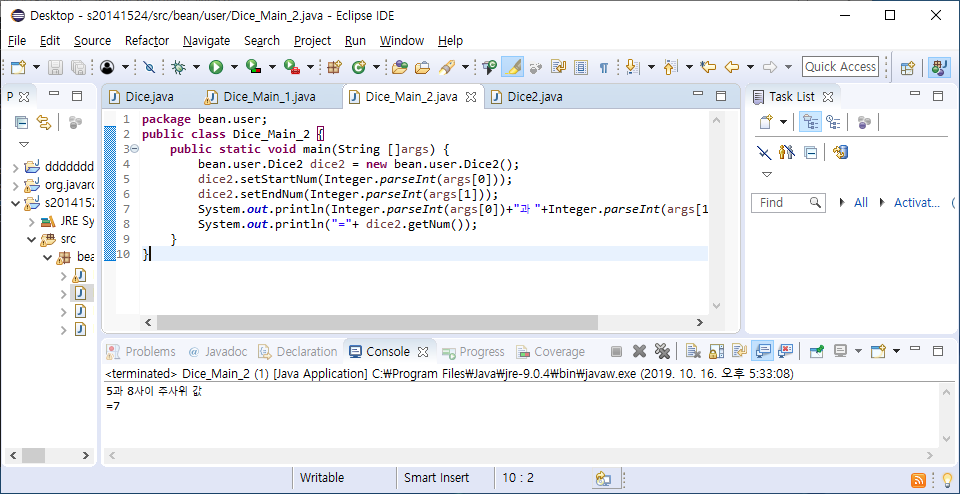 Desktop - s20141524/src/bean/user/Dice_Main_2.java - Eclipse IDE
File Edit Source Refactor Navigate Search Project Run Window Help
Quick Access
P
Dice.java Dice_Main_1.java Dice_Main_2.java Dice2.java
Task List
1 package bean.user;
2 public class Dice_Main_2 {
3 public static void main(String []args) {
4 bean.user.Dice2 dice2 = new bean.user.Dice2();
5 dice2.setStartNum(Integer.parseInt(args[0]));
6 dice2.setEndNum(Integer.parseInt(args[1]));
7 System.out.println(Integer.parseInt(args[0])+"과 "+Integer.parseInt(args[1
8 System.out.println("="+ dice2.getNum());
9 }
10 }
dddddddd
org.javaro
s2014152
JRE Sy
src
bea
Find All Activat...
Problems Javadoc Declaration Console Progress Coverage
<terminated> Dice_Main_2 (1) [Java Application] C:₩Program Files₩Java₩jre-9.0.4₩bin₩javaw.exe (2019. 10. 16. 오후 5:33:08)
5과 8사이 주사위 값
=7
Writable Smart Insert 10 : 2